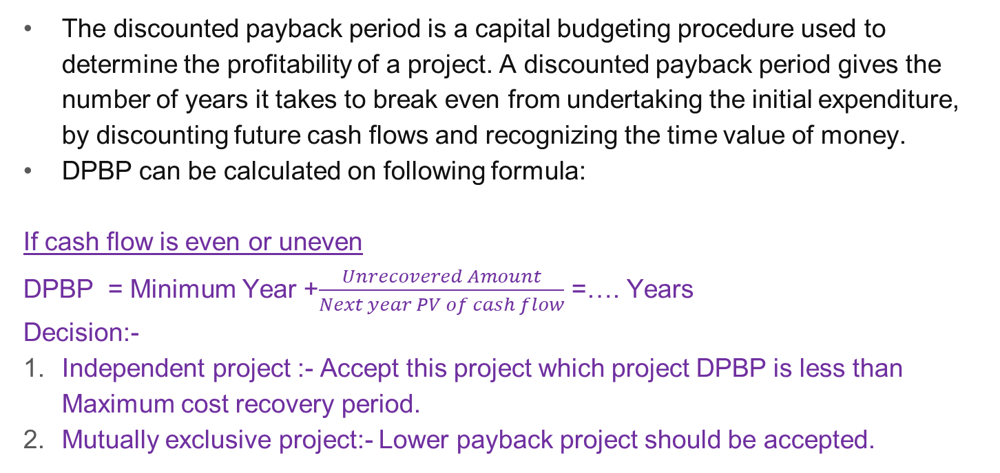 • The discounted payback period is a capital budgeting procedure used to
determine the profitability of a project. A discounted payback period gives the
number of years it takes to break even from undertaking the initial expenditure,
by discounting future cash flows and recognizing the time value of money.
• DPBP can be calculated on following formula:
If cash flow is even or uneven
DPBP = Minimum Year + Unrecovered Amount / Next year PV of cash flow =…. Years
Decision:-
1. Independent project :- Accept this project which project DPBP is less than
Maximum cost recovery period.
2. Mutually exclusive project:- Lower payback project should be accepted.